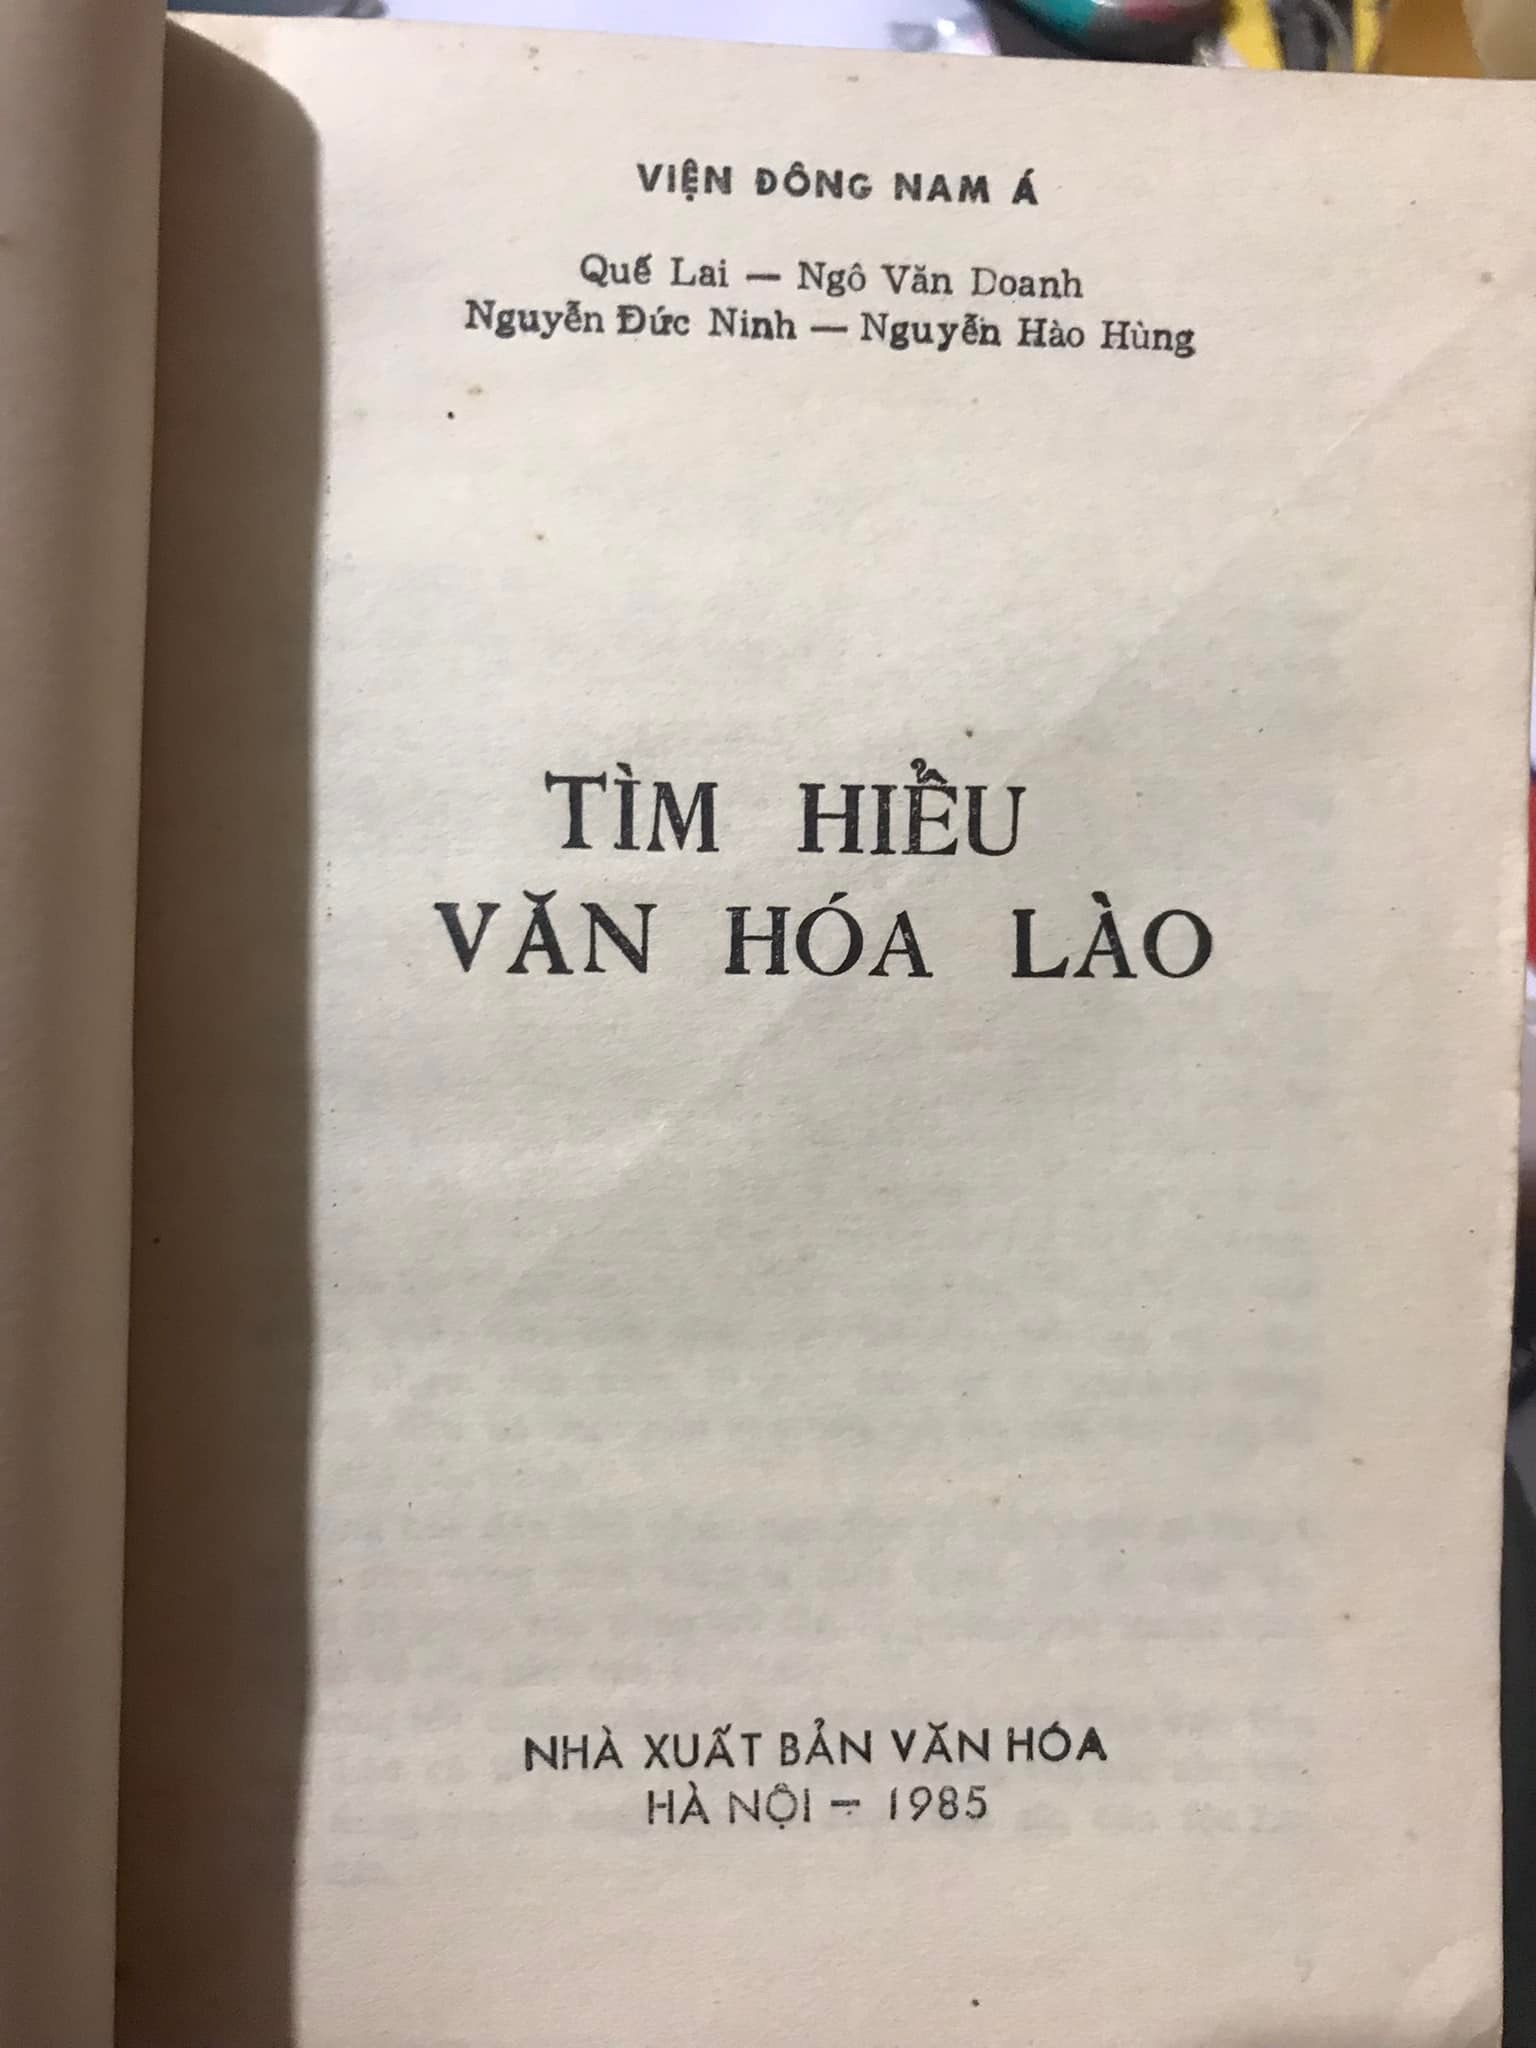 VIỆN ĐÔNG NAM Á
Quế Lai — Ngô Văn Doanh
Nguyễn Đức Ninh — Nguyễn Hào Hùng
TÌM HIỂU
VĂN HÓA LÀO
NHÀ XUẤT BẢN VĂN HÓA
HÀ NỘI — 1985